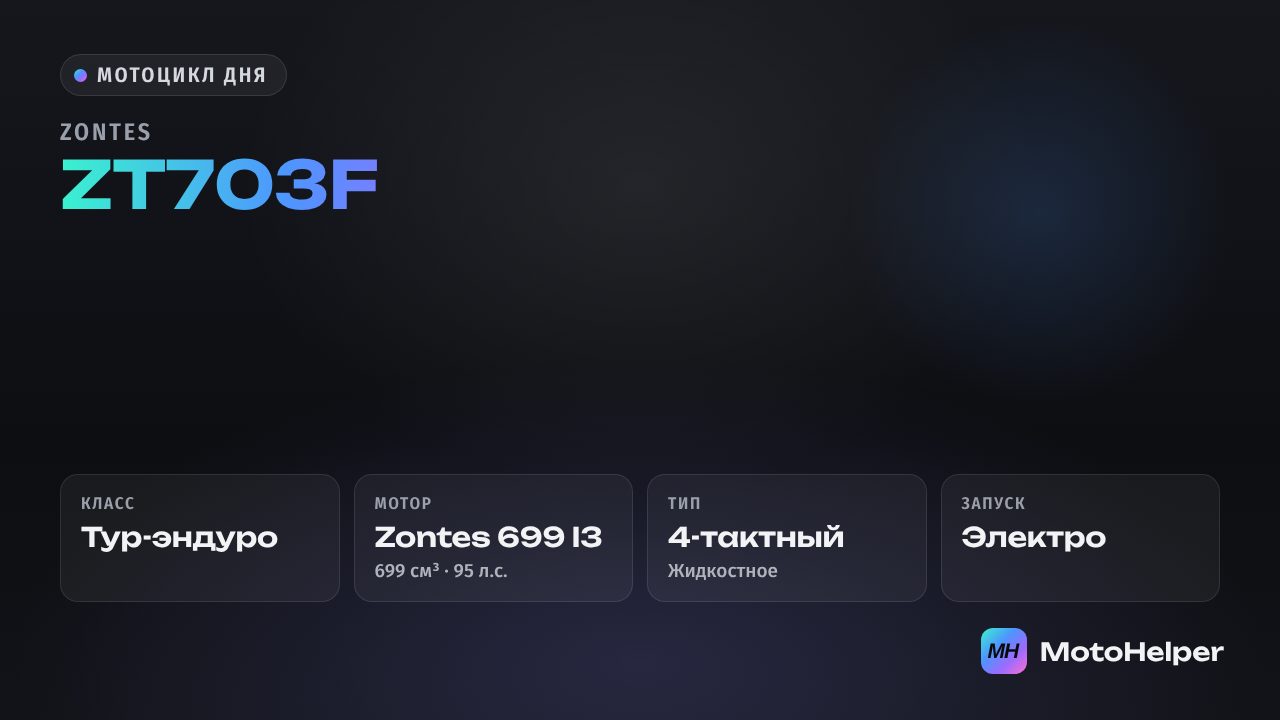 МОТОЦИКЛ ДНЯ
ZONTES
ZT703F
КЛАСС
Тур-эндуро
МОТОР
Zontes 699 I3
699 см³ · 95 л.с.
ТИП
4-тактный
Жидкостное
ЗАПУСК
Электро
MH MotoHelper